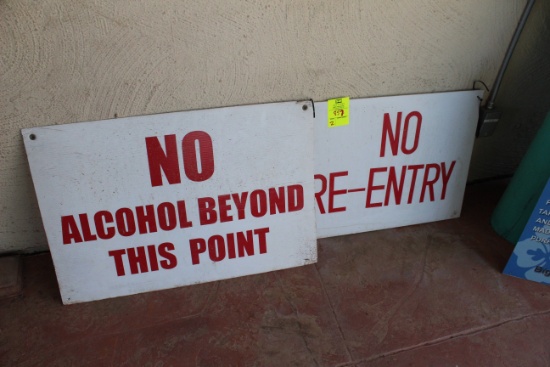 NO
ALCOHOL BEYOND
THIS POINT
NO
RE-ENTRY